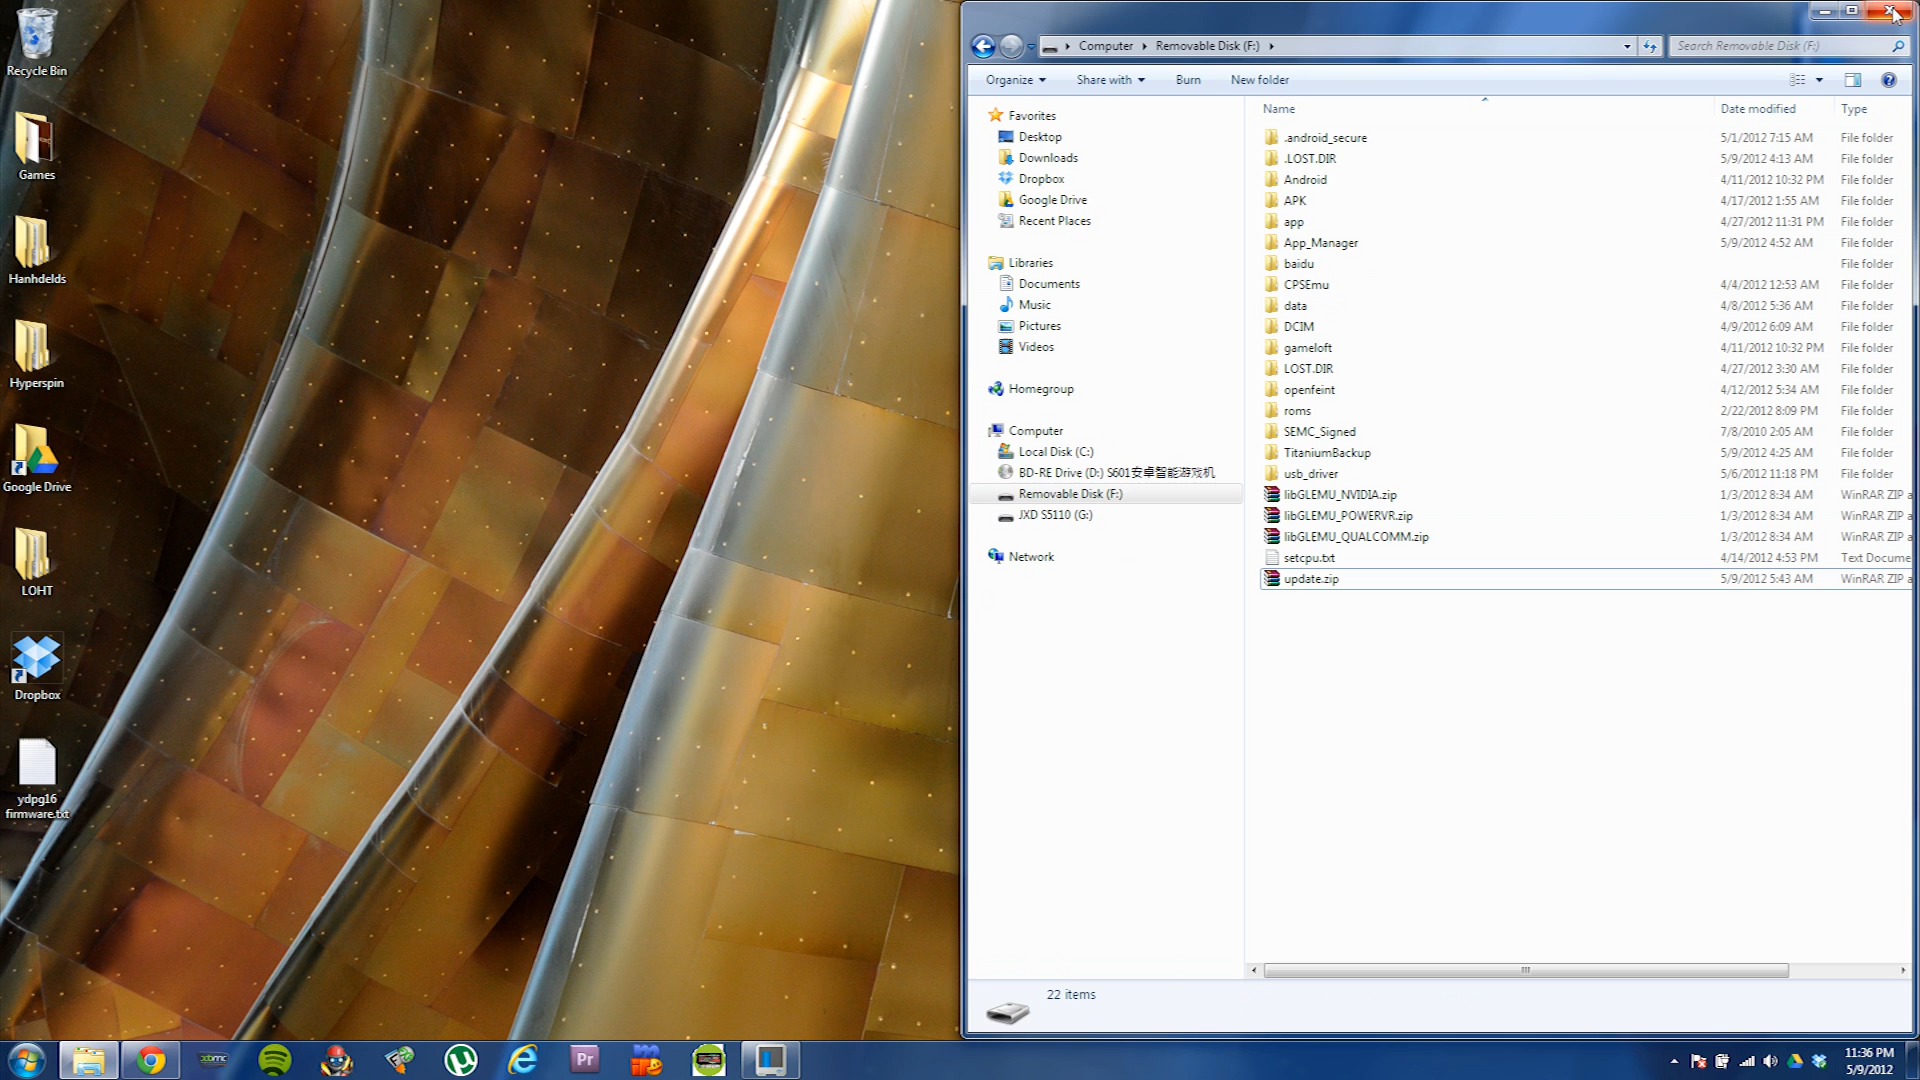 Recycle Bin
Games
Hanhdelds
Hyperspin
Google Drive
LOHT
Dropbox
ydpg16
firmware.txt
Computer
Removable Disk (F:)
Search Removable Disk (F:)
Organize
Share with
Burn
New folder
Favorites
Desktop
Downloads
Dropbox
Google Drive
Recent Places
Libraries
Documents
Music
Pictures
Videos
Homegroup
Computer
Local Disk (C:)
BD-RE Drive (D:) S601安卓智能游戏机
Removable Disk (F:)
JXD S5110 (G:)
Network
Name Date modified Type
.android_secure 5/1/2012 7:15 AM File folder
.LOST.DIR 5/9/2012 4:13 AM File folder
Android 4/11/2012 10:32 PM File folder
APK 4/17/2012 1:55 AM File folder
app 4/27/2012 11:31 PM File folder
App_Manager 5/9/2012 4:52 AM File folder
baidu File folder
CPSEmu 4/4/2012 12:53 AM File folder
data 4/8/2012 5:36 AM File folder
DCIM 4/9/2012 6:09 AM File folder
gameloft 4/11/2012 10:32 PM File folder
LOST.DIR 4/27/2012 3:30 AM File folder
openfeint 4/12/2012 5:34 AM File folder
roms 2/22/2012 8:09 PM File folder
SEMC_Signed 7/8/2010 2:05 AM File folder
TitaniumBackup 5/9/2012 4:25 AM File folder
usb_driver 5/6/2012 11:18 PM File folder
libGLEMU_NVIDIA.zip 1/3/2012 8:34 AM WinRAR ZIP a
libGLEMU_POWERVR.zip 1/3/2012 8:34 AM WinRAR ZIP a
libGLEMU_QUALCOMM.zip 1/3/2012 8:34 AM WinRAR ZIP a
setcpu.txt 4/14/2012 4:53 PM Text Docume
update.zip 5/9/2012 5:43 AM WinRAR ZIP a
22 items
xbmc
Pr
11:36 PM
5/9/2012